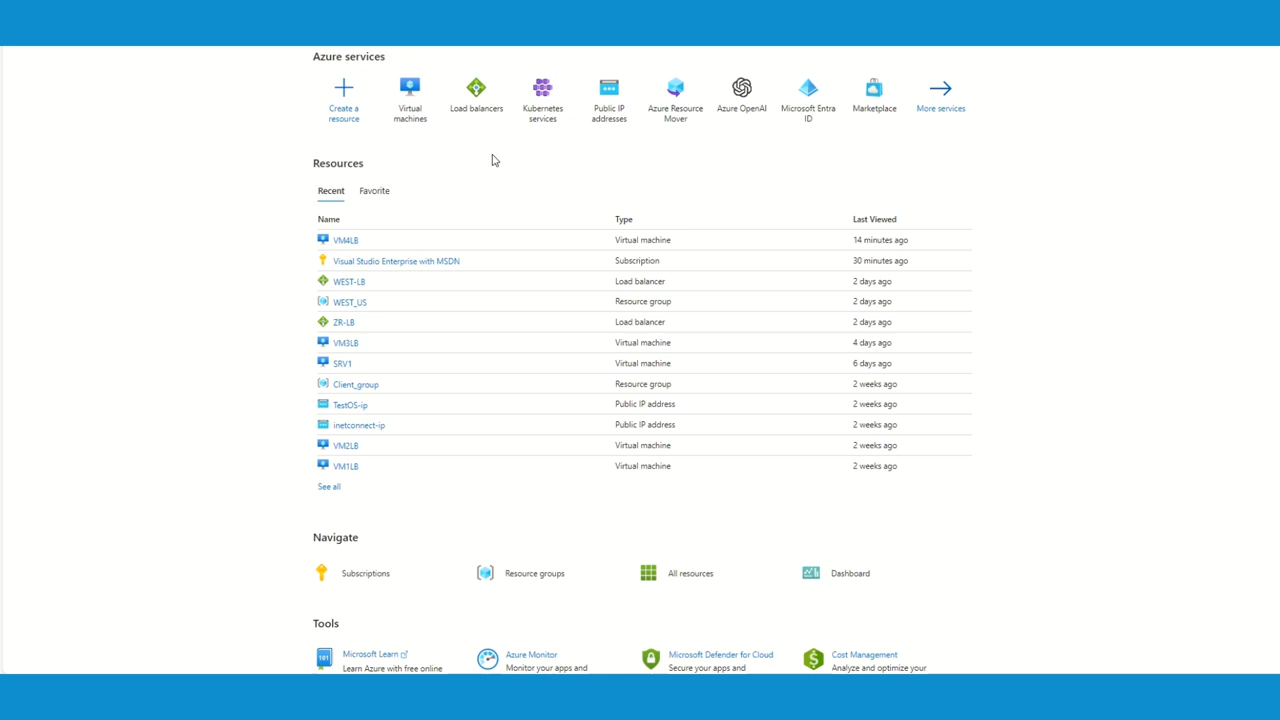 Azure services
Create a
resource
Virtual
machines
Load balancers
Kubernetes
services
Public IP
addresses
Azure Resource
Mover
Azure OpenAI
Microsoft Entra
ID
Marketplace
More services
Resources
Recent Favorite
Name Type Last Viewed
VM4LB Virtual machine 14 minutes ago
Visual Studio Enterprise with MSDN Subscription 30 minutes ago
WEST-LB Load balancer 2 days ago
WEST_US Resource group 2 days ago
ZR-LB Load balancer 2 days ago
VM3LB Virtual machine 4 days ago
SRV1 Virtual machine 6 days ago
Client_group Resource group 2 weeks ago
TestOS-ip Public IP address 2 weeks ago
inetconnect-ip Public IP address 2 weeks ago
VM2LB Virtual machine 2 weeks ago
VM1LB Virtual machine 2 weeks ago
See all
Navigate
Subscriptions Resource groups All resources Dashboard
Tools
101
Microsoft Learn
Learn Azure with free online
Azure Monitor
Monitor your apps and
Microsoft Defender for Cloud
Secure your apps and
Cost Management
Analyze and optimize your